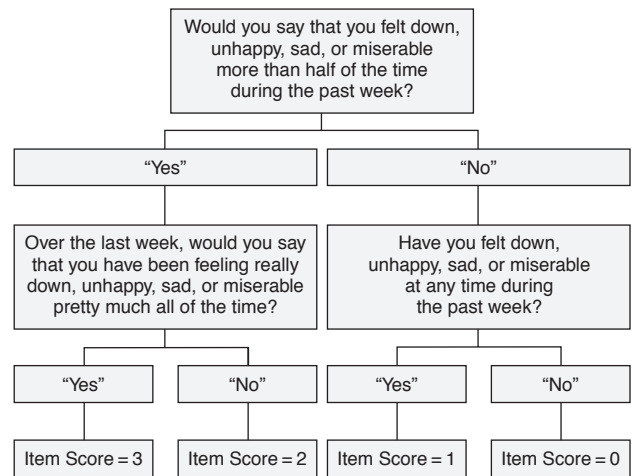 Would you say that you felt down,
unhappy, sad, or miserable
more than half of the time
during the past week?
“Yes”
“No”
Over the last week, would you say
that you have been feeling really
down, unhappy, sad, or miserable
pretty much all of the time?
Have you felt down,
unhappy, sad, or miserable
at any time during
the past week?
“Yes”
“No”
“Yes”
“No”
Item Score = 3
Item Score = 2
Item Score = 1
Item Score = 0